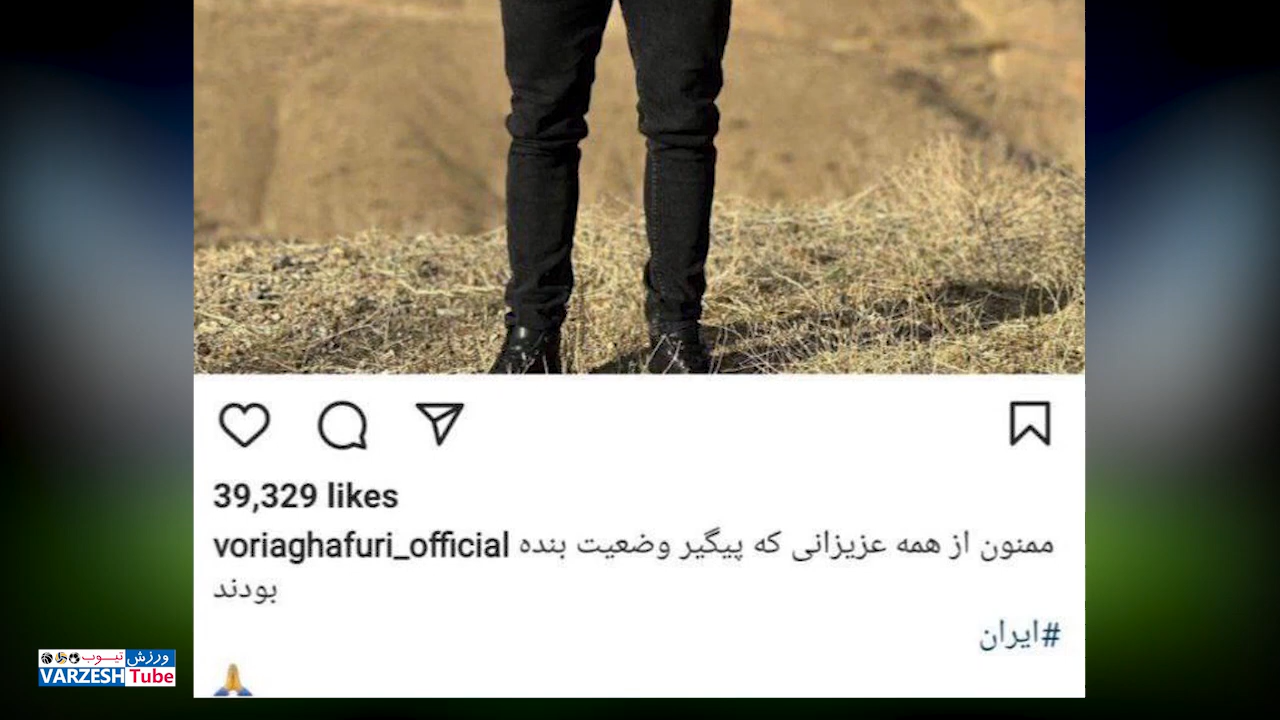 39,329 likes
voriaghafuri_official ممنون از همه عزیزانی که پیگیر وضعیت بنده
بودند
#ایران
ورزش تیوب
VARZESH Tube